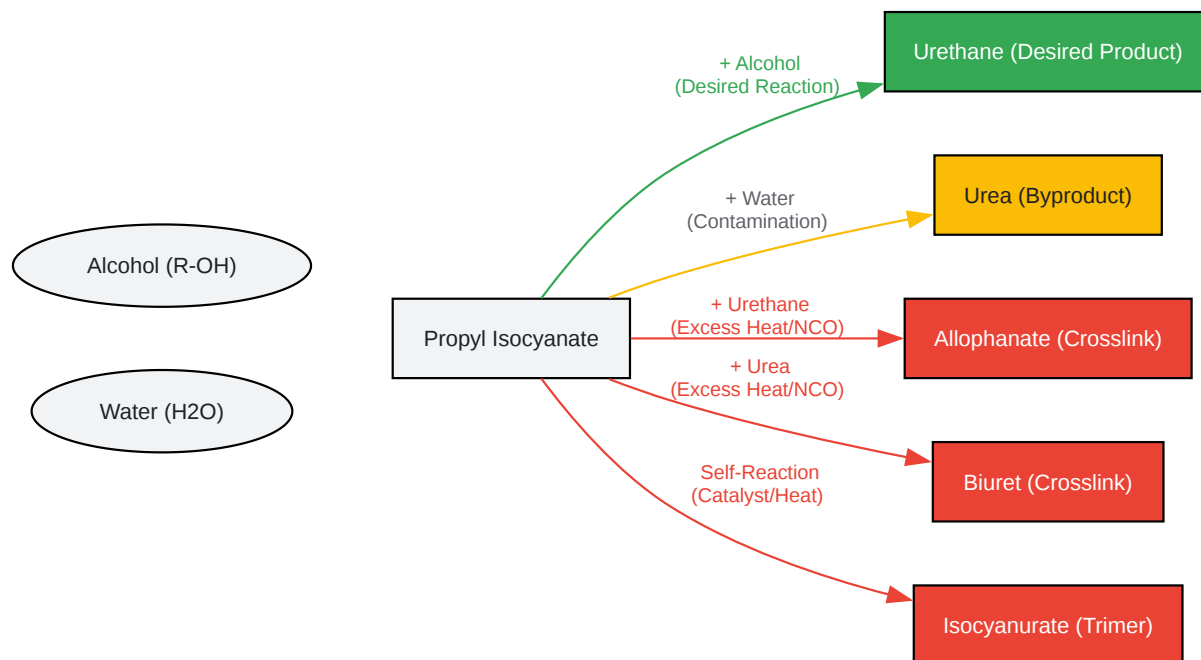 Urethane (Desired Product)
+ Alcohol
(Desired Reaction)
Urea (Byproduct)
+ Water
(Contamination)
Alcohol (R-OH)
+ Urethane
(Excess Heat/NCO)
Propyl Isocyanate
Allophanate (Crosslink)
+ Urea
(Excess Heat/NCO)
Water (H2O)
Self-Reaction
(Catalyst/Heat)
Biuret (Crosslink)
Isocyanurate (Trimer)